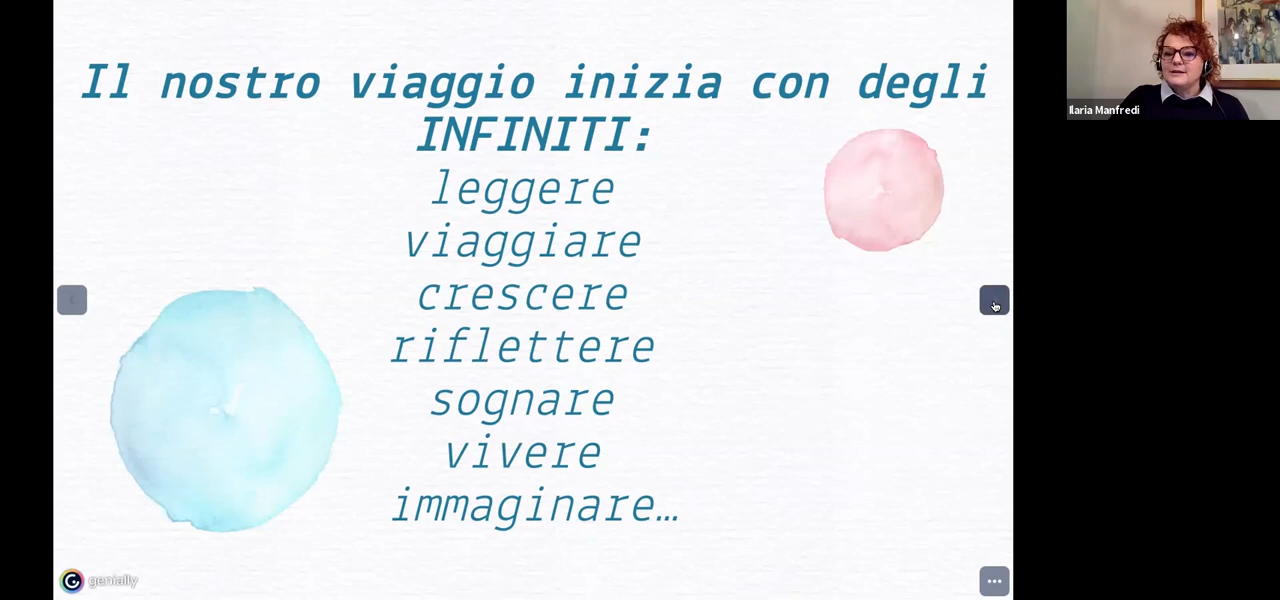 Il nostro viaggio inizia con degli
INFINITI:
leggere
viaggiare
crescere
riflettere
sognare
vivere
immaginare…
Ilaria Manfredi
genially